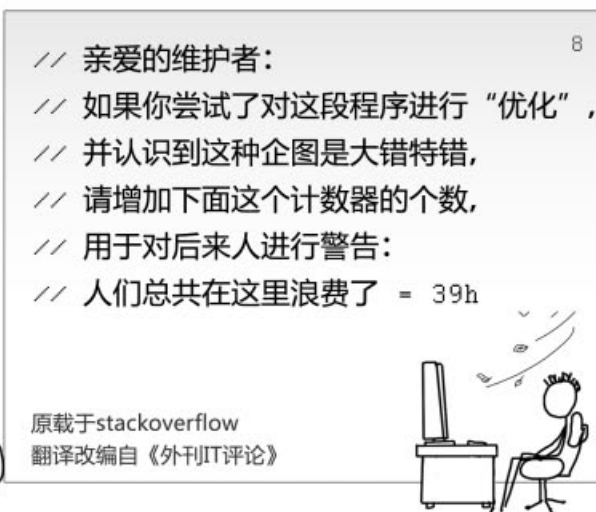 8
// 亲爱的维护者：
// 如果你尝试了对这段程序进行“优化”，
// 并认识到这种企图是大错特错，
// 请增加下面这个计数器的个数，
// 用于对后来人进行警告：
// 人们总共在这里浪费了 = 39h
原载于stackoverflow
翻译改编自《外刊IT评论》